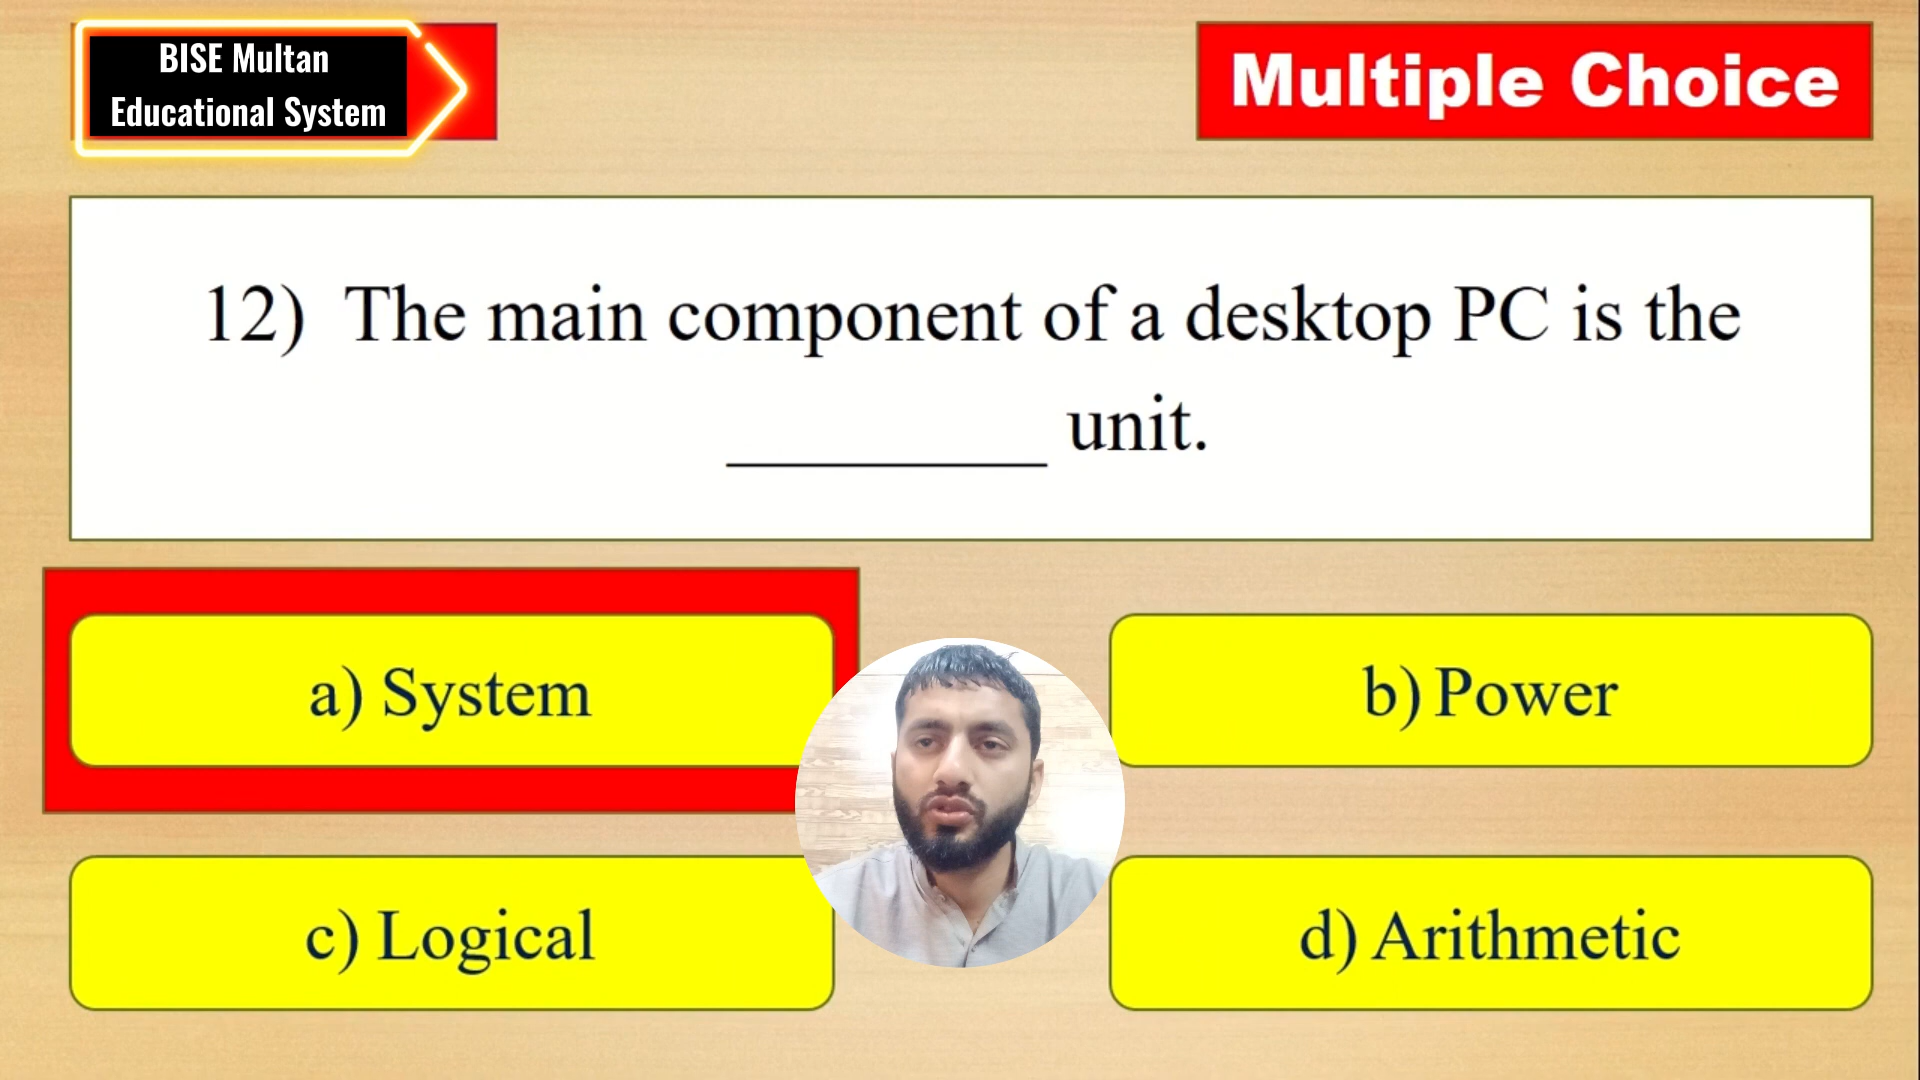 BISE Multan
Educational System
Multiple Choice
12) The main component of a desktop PC is the
__________ unit.
a) System
b) Power
c) Logical
d) Arithmetic